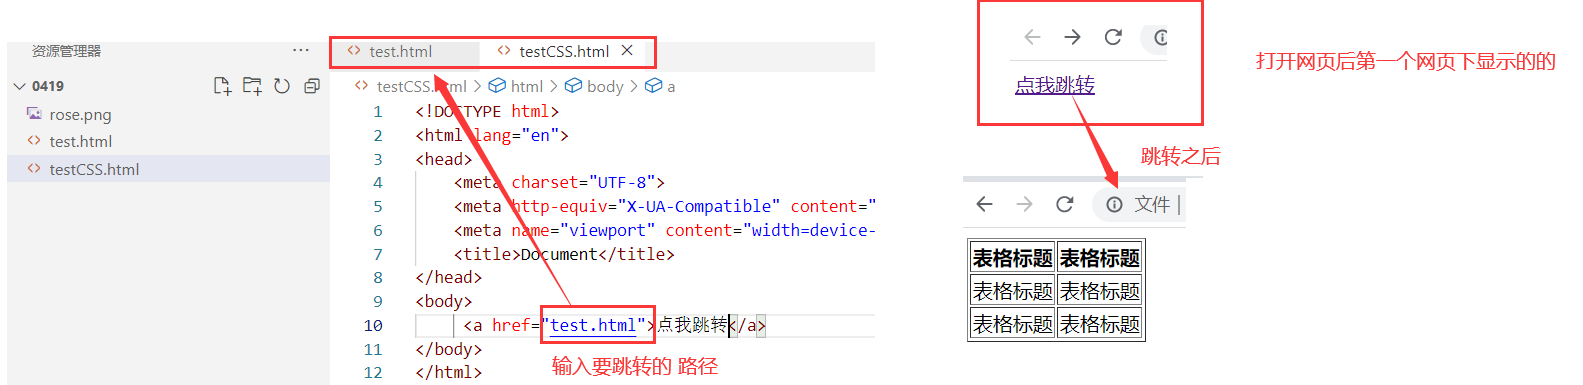 资源管理器
···
0419
rose.png
test.html
testCSS.html
<> test.html
<> testCSS.html ×
<> testCSS.html > html > body > a
1 <!DOCTYPE html>
2 <html lang="en">
3 <head>
4 <meta charset="UTF-8">
5 <meta http-equiv="X-UA-Compatible" content="
6 <meta name="viewport" content="width=device-
7 <title>Document</title>
8 </head>
9 <body>
10 <a href="test.html">点我跳转</a>
11 </body>
12 </html>
输入要跳转的 路径
点我跳转
打开网页后第一个网页下显示的的
跳转之后
文件 |
表格标题 表格标题
表格标题 表格标题
表格标题 表格标题